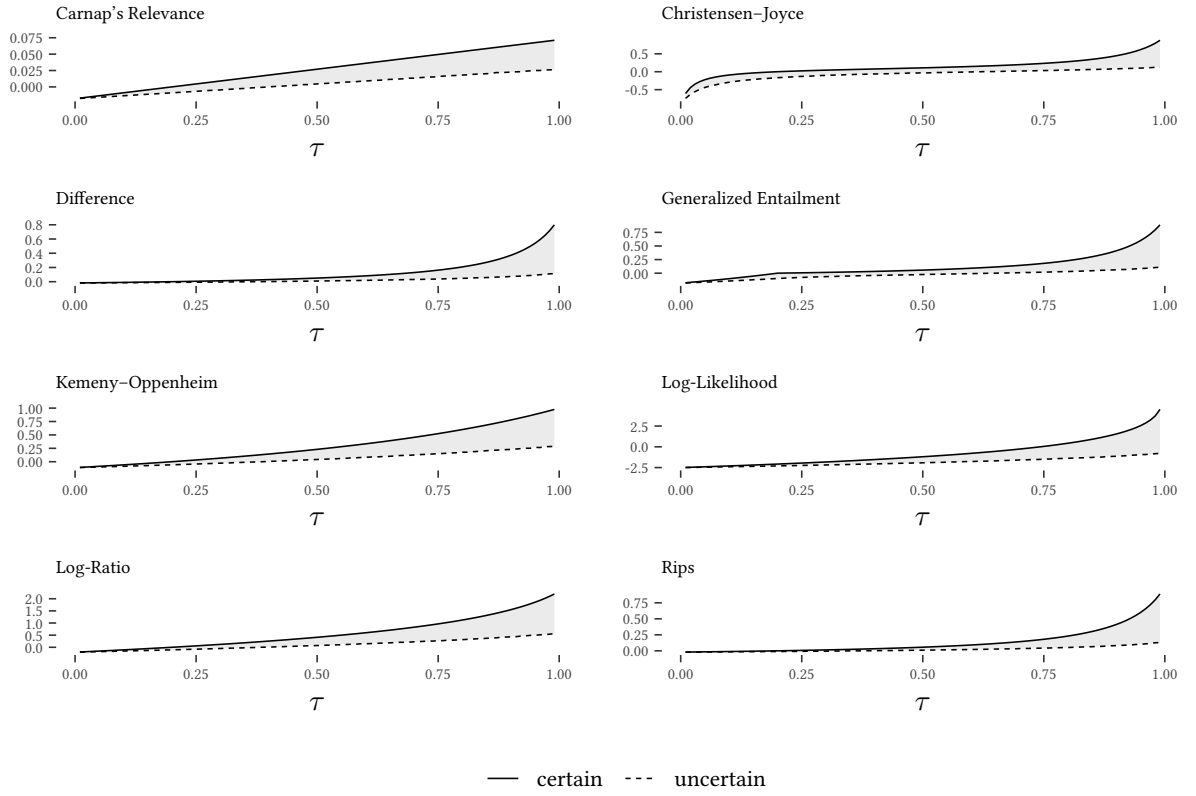 Carnap’s Relevance
0.075
0.050
0.025
0.000
0.00 0.25 0.50 0.75 1.00
τ
Christensen–Joyce
0.5
0.0
-0.5
0.00 0.25 0.50 0.75 1.00
τ
Difference
0.8
0.6
0.4
0.2
0.0
0.00 0.25 0.50 0.75 1.00
τ
Generalized Entailment
0.75
0.50
0.25
0.00
0.00 0.25 0.50 0.75 1.00
τ
Kemeny–Oppenheim
1.00
0.75
0.50
0.25
0.00
0.00 0.25 0.50 0.75 1.00
τ
Log-Likelihood
2.5
0.0
-2.5
0.00 0.25 0.50 0.75 1.00
τ
Log-Ratio
2.0
1.5
1.0
0.5
0.0
0.00 0.25 0.50 0.75 1.00
τ
Rips
0.75
0.50
0.25
0.00
0.00 0.25 0.50 0.75 1.00
τ
certain uncertain